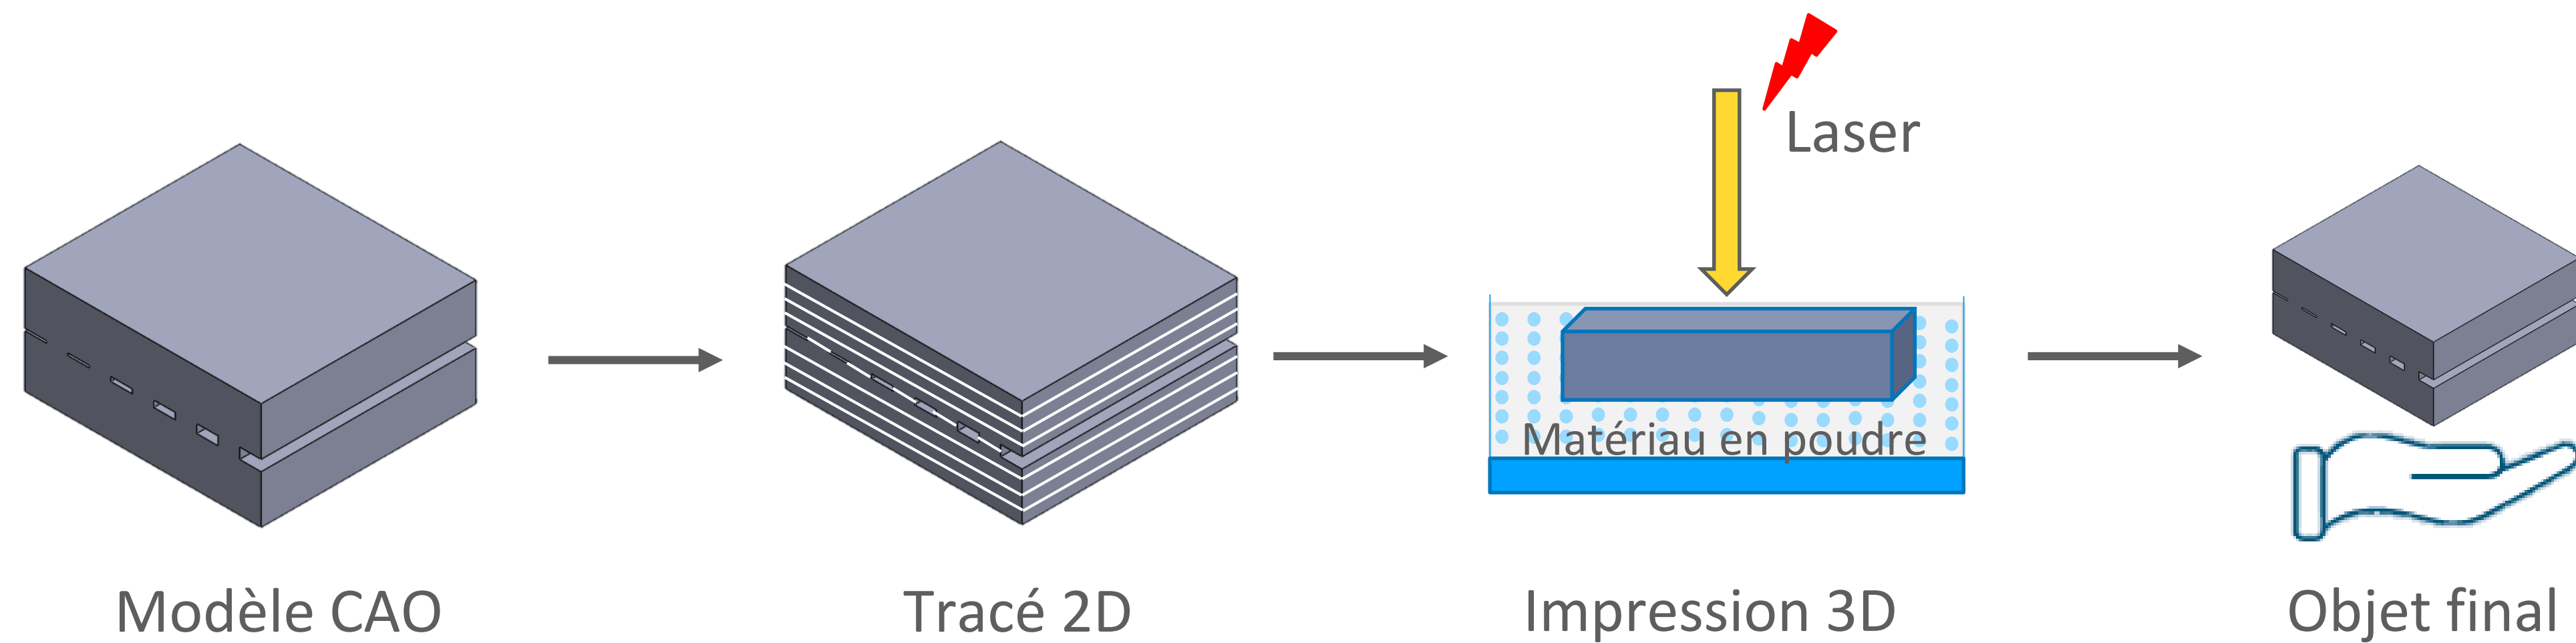 Laser
Matériau en poudre
Modèle CAO
Tracé 2D
Impression 3D
Objet final